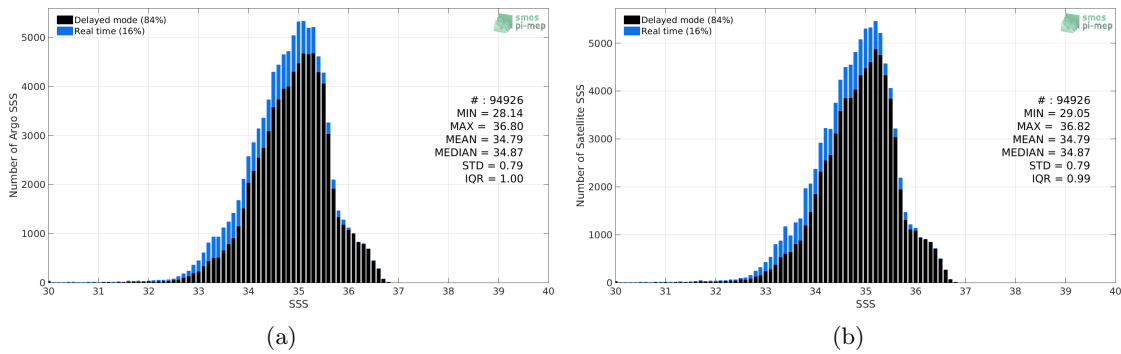 Delayed mode (84%)
Real time (16%)
smos
pi-mep
# : 94926
MIN = 28.14
MAX = 36.80
MEAN = 34.79
MEDIAN = 34.87
STD = 0.79
IQR = 1.00
Number of Argo SSS
5000
4000
3000
2000
1000
0
30 31 32 33 34 35 36 37 38 39 40
SSS
(a)
Delayed mode (84%)
Real time (16%)
smos
pi-mep
# : 94926
MIN = 29.05
MAX = 36.82
MEAN = 34.79
MEDIAN = 34.87
STD = 0.79
IQR = 0.99
Number of Satellite SSS
5000
4000
3000
2000
1000
0
30 31 32 33 34 35 36 37 38 39 40
SSS
(b)